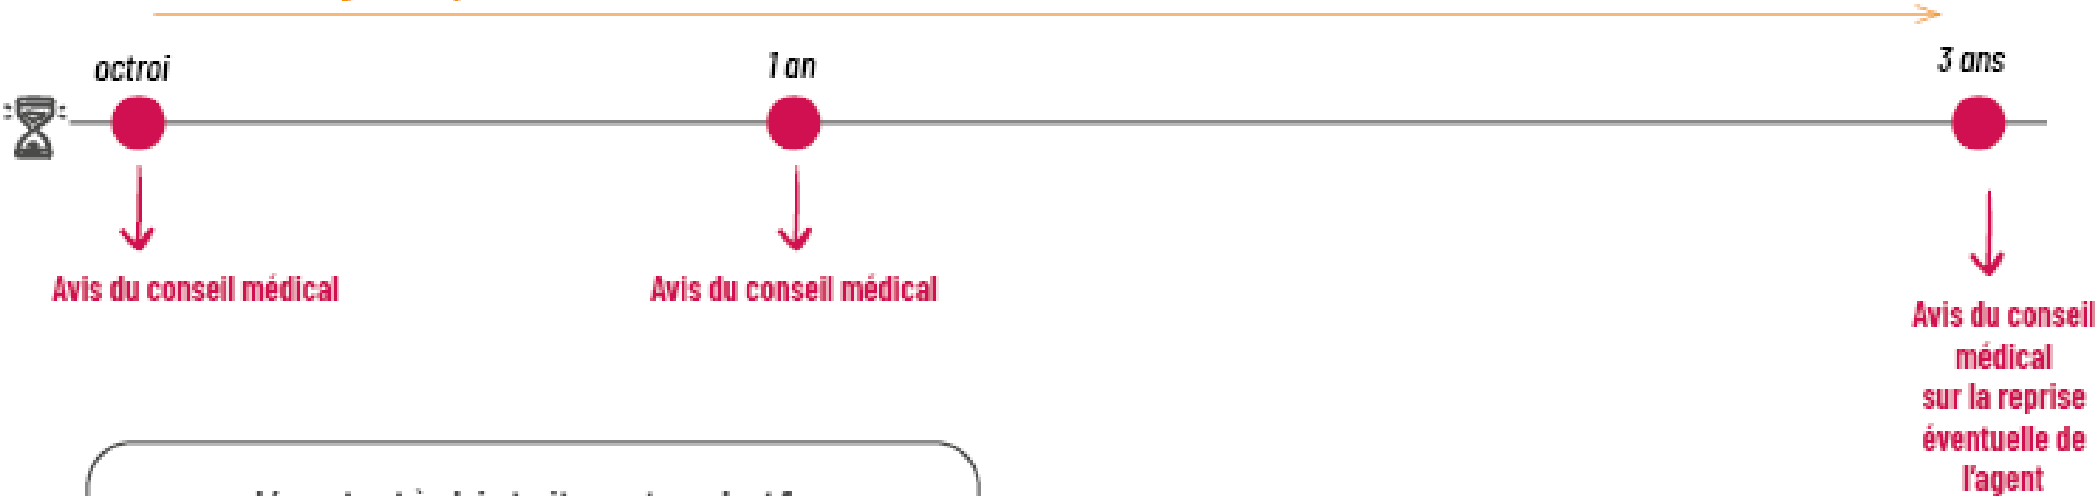 octroi
1 an
3 ans
Avis du conseil médical
Avis du conseil médical
Avis du conseil
médical
sur la reprise
éventuelle de
l'agent